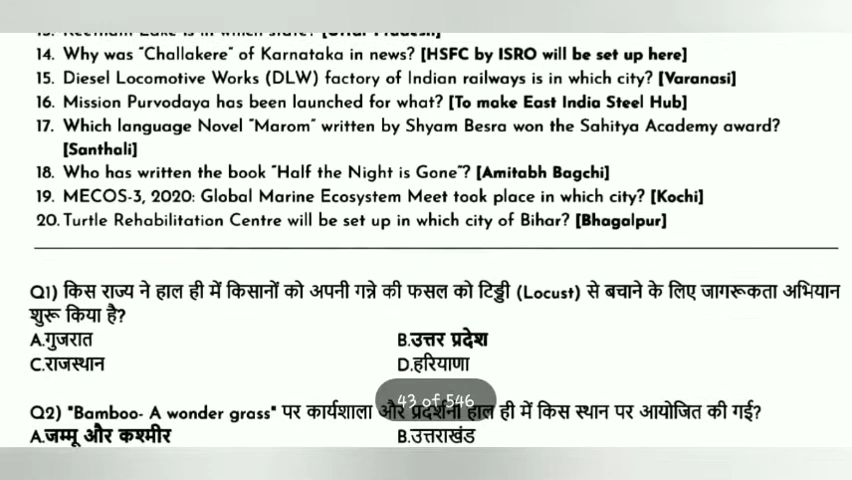 14. Why was "Challakere" of Karnataka in news? [HSFC by ISRO will be set up here]
15. Diesel Locomotive Works (DLW) factory of Indian railways is in which city? [Varanasi]
16. Mission Purvodaya has been launched for what? [To make East India Steel Hub]
17. Which language Novel "Marom" written by Shyam Besra won the Sahitya Academy award?
[Santhali]
18. Who has written the book "Half the Night is Gone"? [Amitabh Bagchi]
19. MECOS-3, 2020: Global Marine Ecosystem Meet took place in which city? [Kochi]
20. Turtle Rehabilitation Centre will be set up in which city of Bihar? [Bhagalpur]
Q1) किस राज्य ने हाल ही में किसानों को अपनी गन्ने की फसल को टिड्डी (Locust) से बचाने के लिए जागरूकता अभियान
शुरू किया है?
A.गुजरात B.उत्तर प्रदेश
C.राजस्थान D.हरियाणा
43 of 546
Q2) "Bamboo- A wonder grass" पर कार्यशाला और प्रदर्शनी हाल ही में किस स्थान पर आयोजित की गई?
A.जम्मू और कश्मीर B.उत्तराखंड